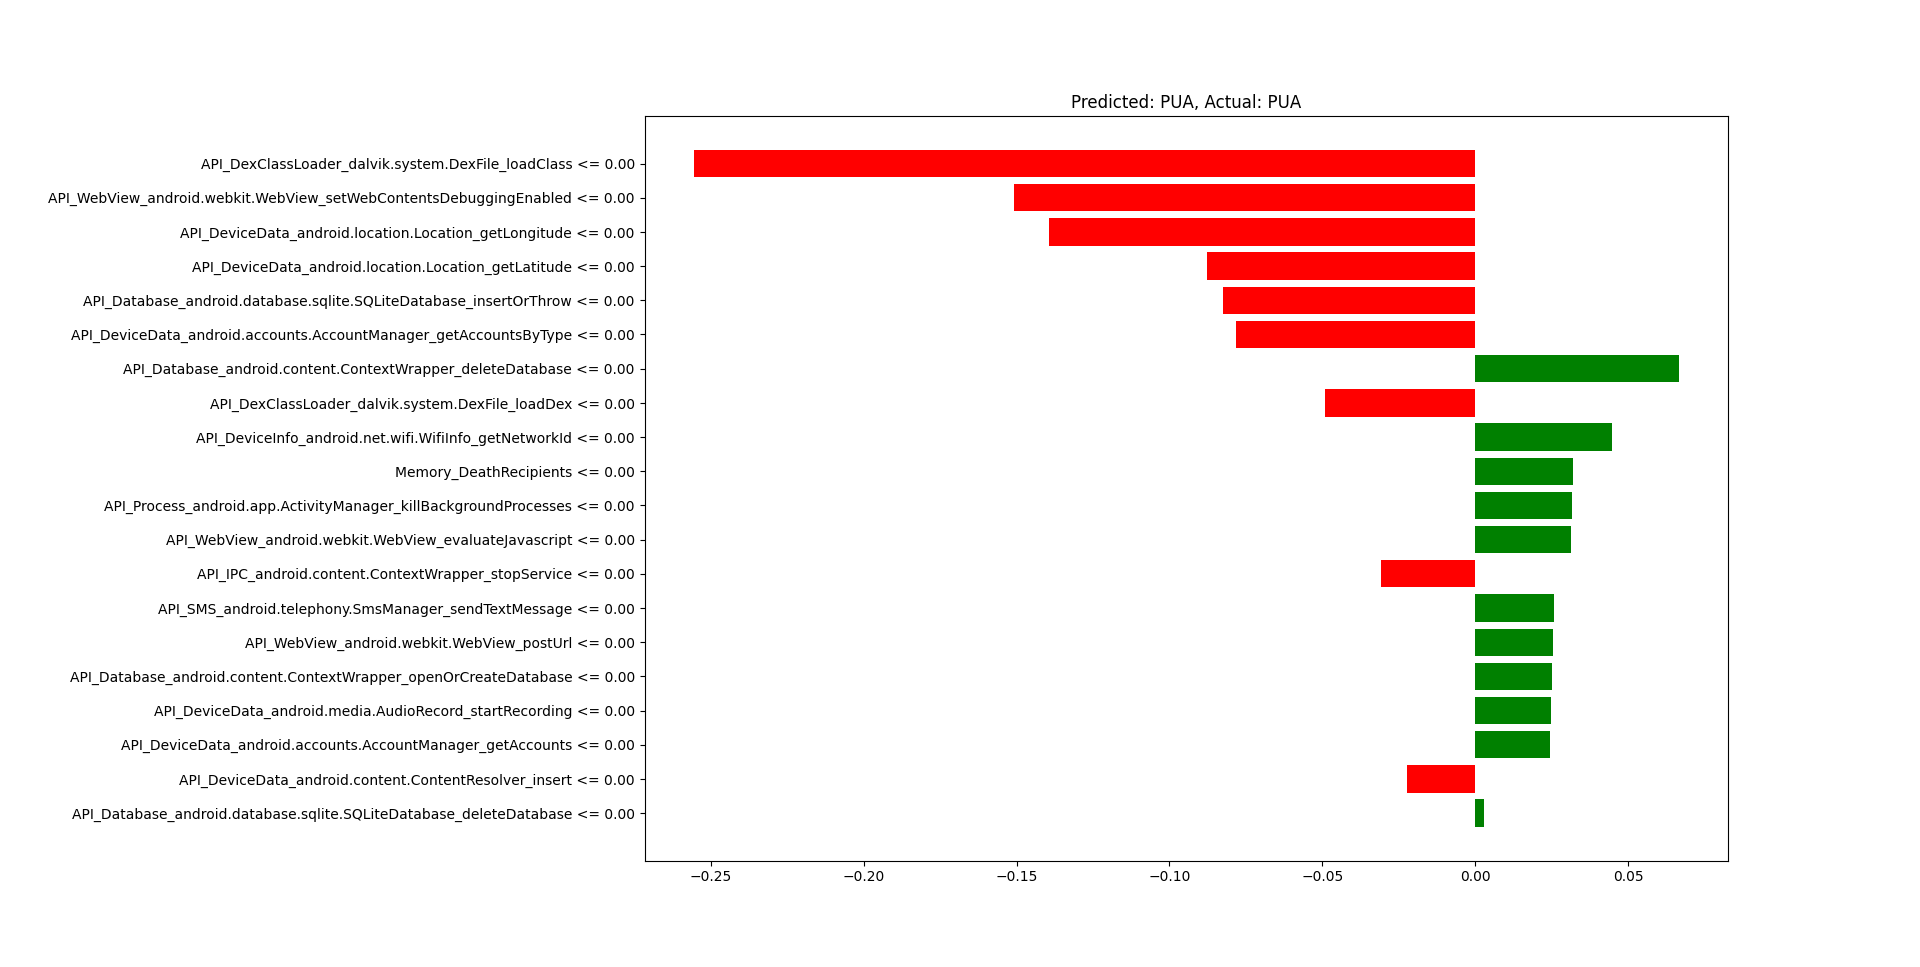 Predicted: PUA, Actual: PUA
API_DexClassLoader_dalvik.system.DexFile_loadClass <= 0.00
API_WebView_android.webkit.WebView_setWebContentsDebuggingEnabled <= 0.00
API_DeviceData_android.location.Location_getLongitude <= 0.00
API_DeviceData_android.location.Location_getLatitude <= 0.00
API_Database_android.database.sqlite.SQLiteDatabase_insertOrThrow <= 0.00
API_DeviceData_android.accounts.AccountManager_getAccountsByType <= 0.00
API_Database_android.content.ContextWrapper_deleteDatabase <= 0.00
API_DexClassLoader_dalvik.system.DexFile_loadDex <= 0.00
API_DeviceInfo_android.net.wifi.WifiInfo_getNetworkId <= 0.00
Memory_DeathRecipients <= 0.00
API_Process_android.app.ActivityManager_killBackgroundProcesses <= 0.00
API_WebView_android.webkit.WebView_evaluateJavascript <= 0.00
API_IPC_android.content.ContextWrapper_stopService <= 0.00
API_SMS_android.telephony.SmsManager_sendTextMessage <= 0.00
API_WebView_android.webkit.WebView_postUrl <= 0.00
API_Database_android.content.ContextWrapper_openOrCreateDatabase <= 0.00
API_DeviceData_android.media.AudioRecord_startRecording <= 0.00
API_DeviceData_android.accounts.AccountManager_getAccounts <= 0.00
API_DeviceData_android.content.ContentResolver_insert <= 0.00
API_Database_android.database.sqlite.SQLiteDatabase_deleteDatabase <= 0.00
−0.25 −0.20 −0.15 −0.10 −0.05 0.00 0.05